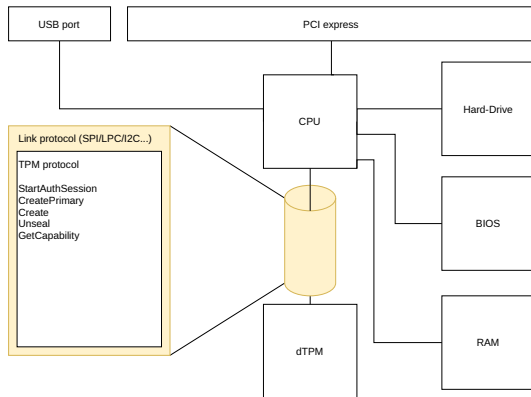 USB port
PCI express
CPU
Hard-Drive
Link protocol (SPI/LPC/I2C...)
TPM protocol
StartAuthSession
CreatePrimary
Create
Unseal
GetCapability
BIOS
dTPM
RAM